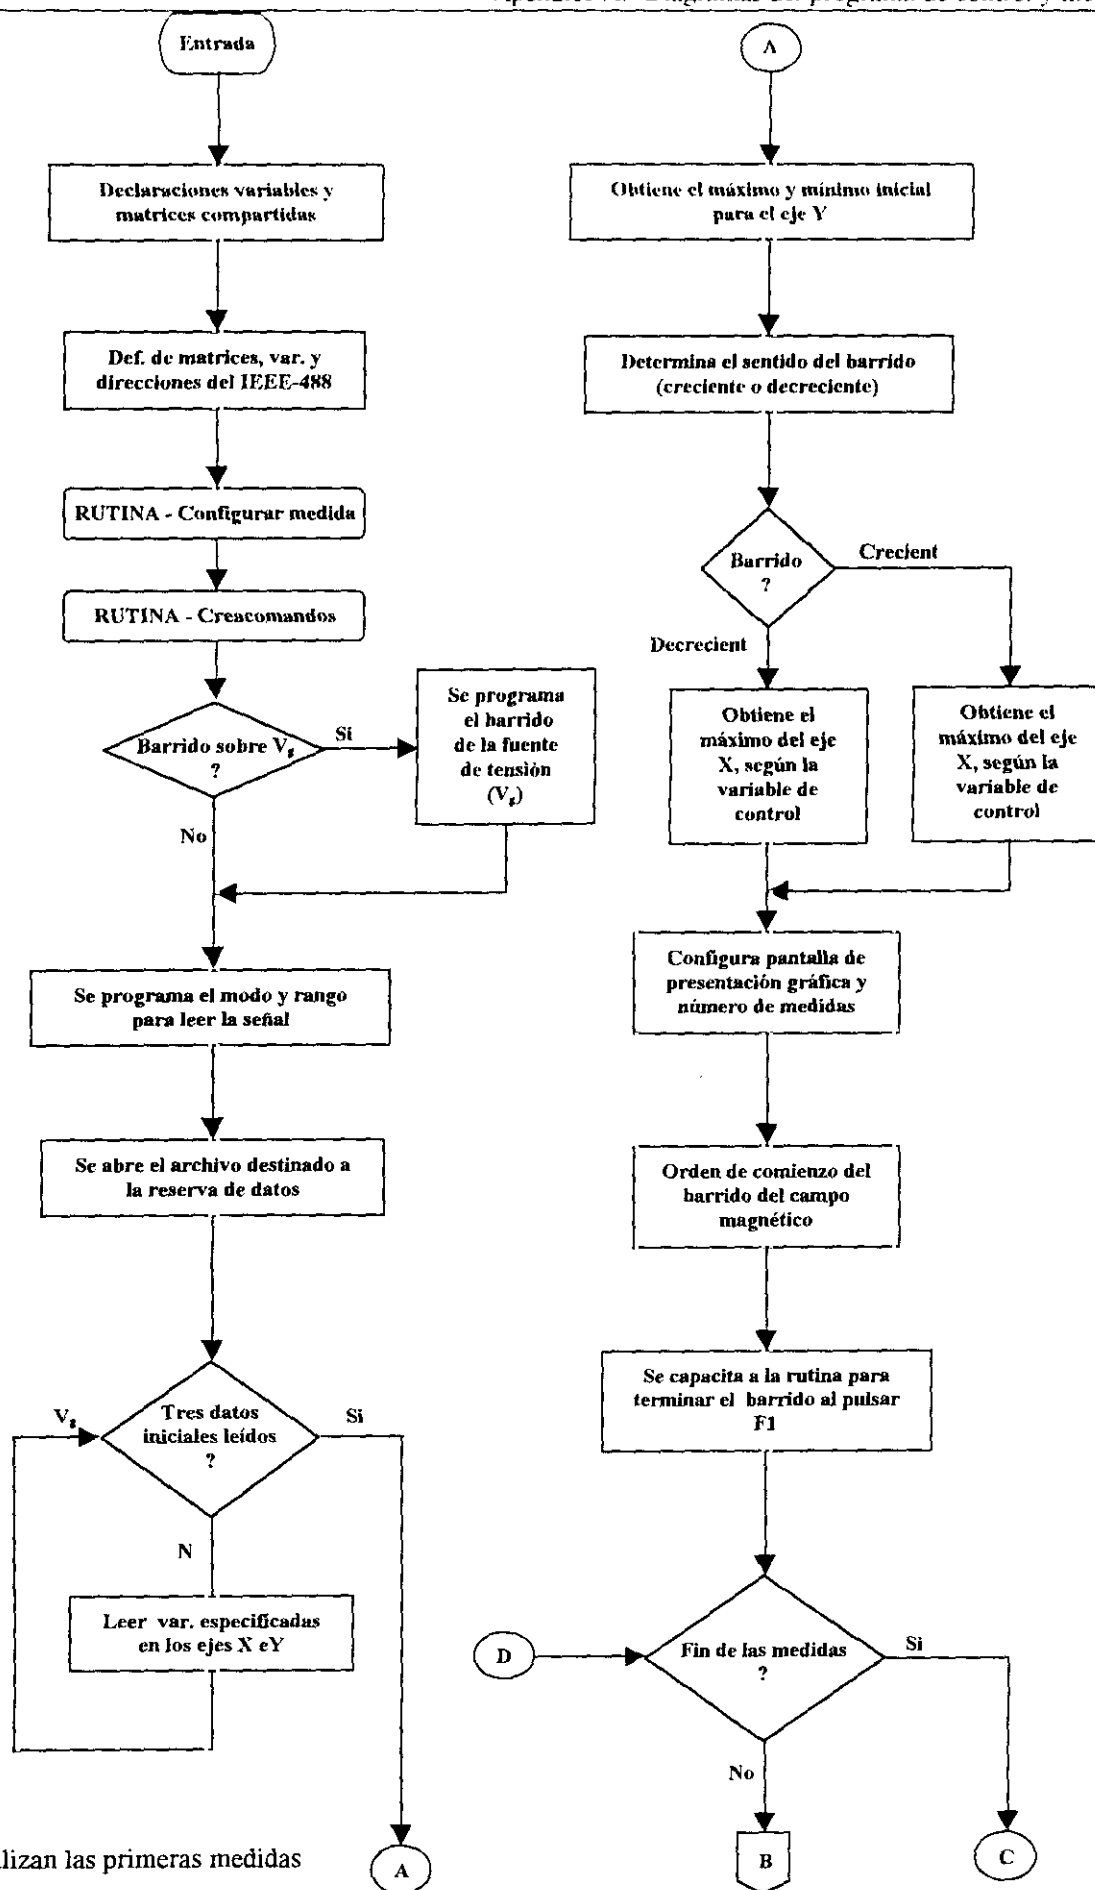 Entrada
Declaraciones variables y
matrices compartidas
Def. de matrices, var. y
direcciones del IEEE-488
RUTINA - Configurar medida
RUTINA - Creacomandos
Barrido sobre Vg
?
Si
No
Se programa
el barrido
de la fuente
de tensión
(Vg)
Se programa el modo y rango
para leer la señal
Se abre el archivo destinado a
la reserva de datos
Vg
Tres datos
iniciales leídos
?
Si
N
Leer var. especificadas
en los ejes X eY
A
lizan las primeras medidas
A
Obtiene el máximo y mínimo inicial
para el eje Y
Determina el sentido del barrido
(creciente o decreciente)
Barrido
?
Crecient
Decrecient
Obtiene el
máximo del eje
X, según la
variable de
control
Obtiene el
máximo del eje
X, según la
variable de
control
Configura pantalla de
presentación gráfica y
número de medidas
Orden de comienzo del
barrido del campo
magnético
Se capacita a la rutina para
terminar el barrido al pulsar
F1
D
Fin de las medidas
?
Si
No
B
C